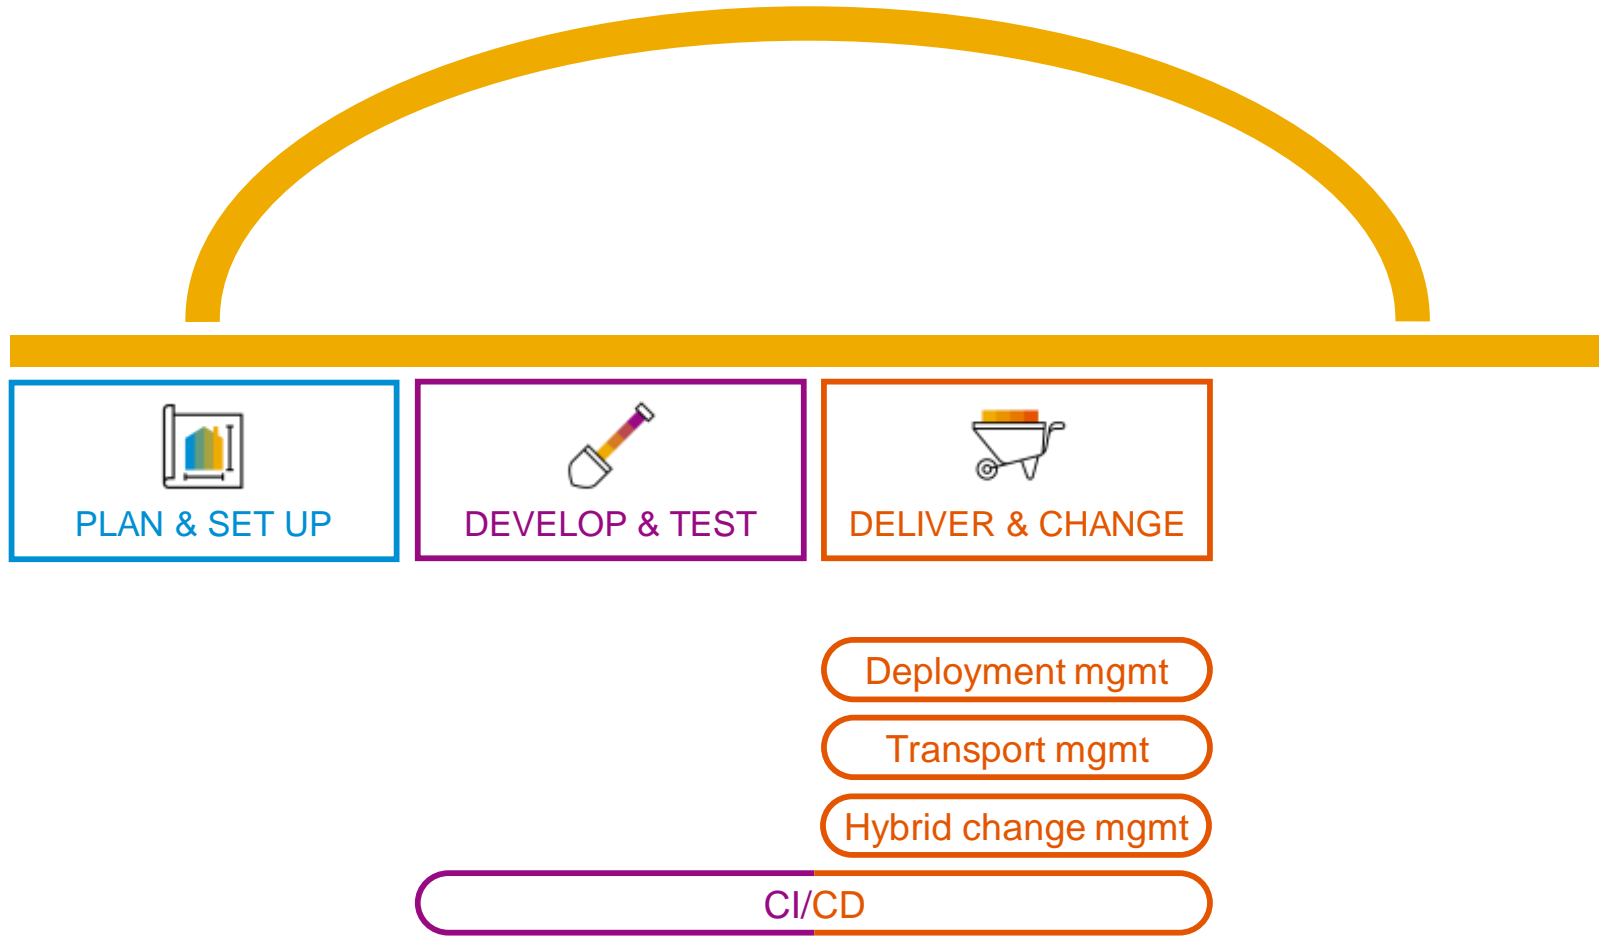 PLAN & SET UP
DEVELOP & TEST
DELIVER & CHANGE
Deployment mgmt
Transport mgmt
Hybrid change mgmt
CI/CD